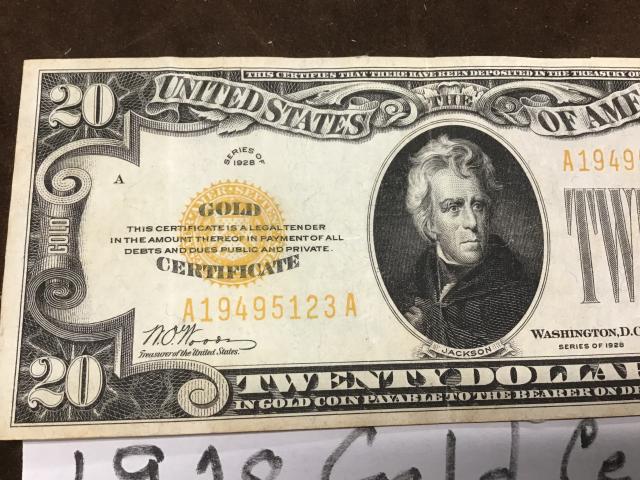 THIS CERTIFIES THAT THERE HAVE BEEN DEPOSITED IN THE TREASURY OF
20 UNITED STATES THE OF AME
SERIES OF
1928
A
A1949
GOLD
GOLD
THIS CERTIFICATE IS A LEGAL TENDER
IN THE AMOUNT THEREOF IN PAYMENT OF ALL
DEBTS AND DUES PUBLIC AND PRIVATE.
CERTIFICATE
TW
A19495123A
W.O. Woods
Treasurer of the United States.
WASHINGTON, D.C
SERIES OF 1928
JACKSON
20 TWENTY DOLLAR
IN GOLD COIN PAYABLE TO THE BEARER ON DE
1928 Gold Ce